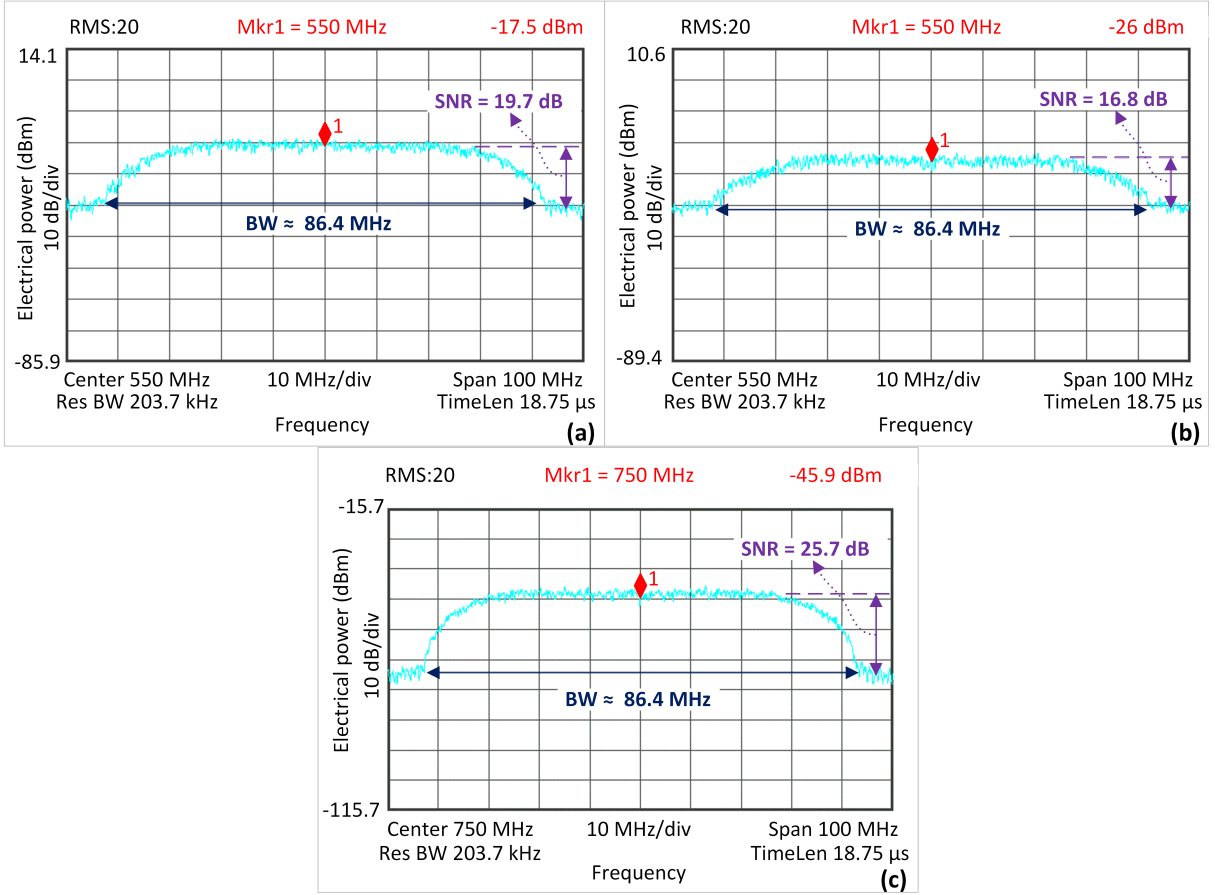 RMS:20 Mkr1 = 550 MHz -17.5 dBm
14.1
SNR = 19.7 dB
1
Electrical power (dBm)
10 dB/div
BW ≈ 86.4 MHz
-85.9
Center 550 MHz 10 MHz/div Span 100 MHz
Res BW 203.7 kHz TimeLen 18.75 µs
Frequency
(a)
RMS:20 Mkr1 = 550 MHz -26 dBm
10.6
SNR = 16.8 dB
1
Electrical power (dBm)
10 dB/div
BW ≈ 86.4 MHz
-89.4
Center 550 MHz 10 MHz/div Span 100 MHz
Res BW 203.7 kHz TimeLen 18.75 µs
Frequency
(b)
RMS:20 Mkr1 = 750 MHz -45.9 dBm
-15.7
SNR = 25.7 dB
1
Electrical power (dBm)
10 dB/div
BW ≈ 86.4 MHz
-115.7
Center 750 MHz 10 MHz/div Span 100 MHz
Res BW 203.7 kHz TimeLen 18.75 µs
Frequency
(c)